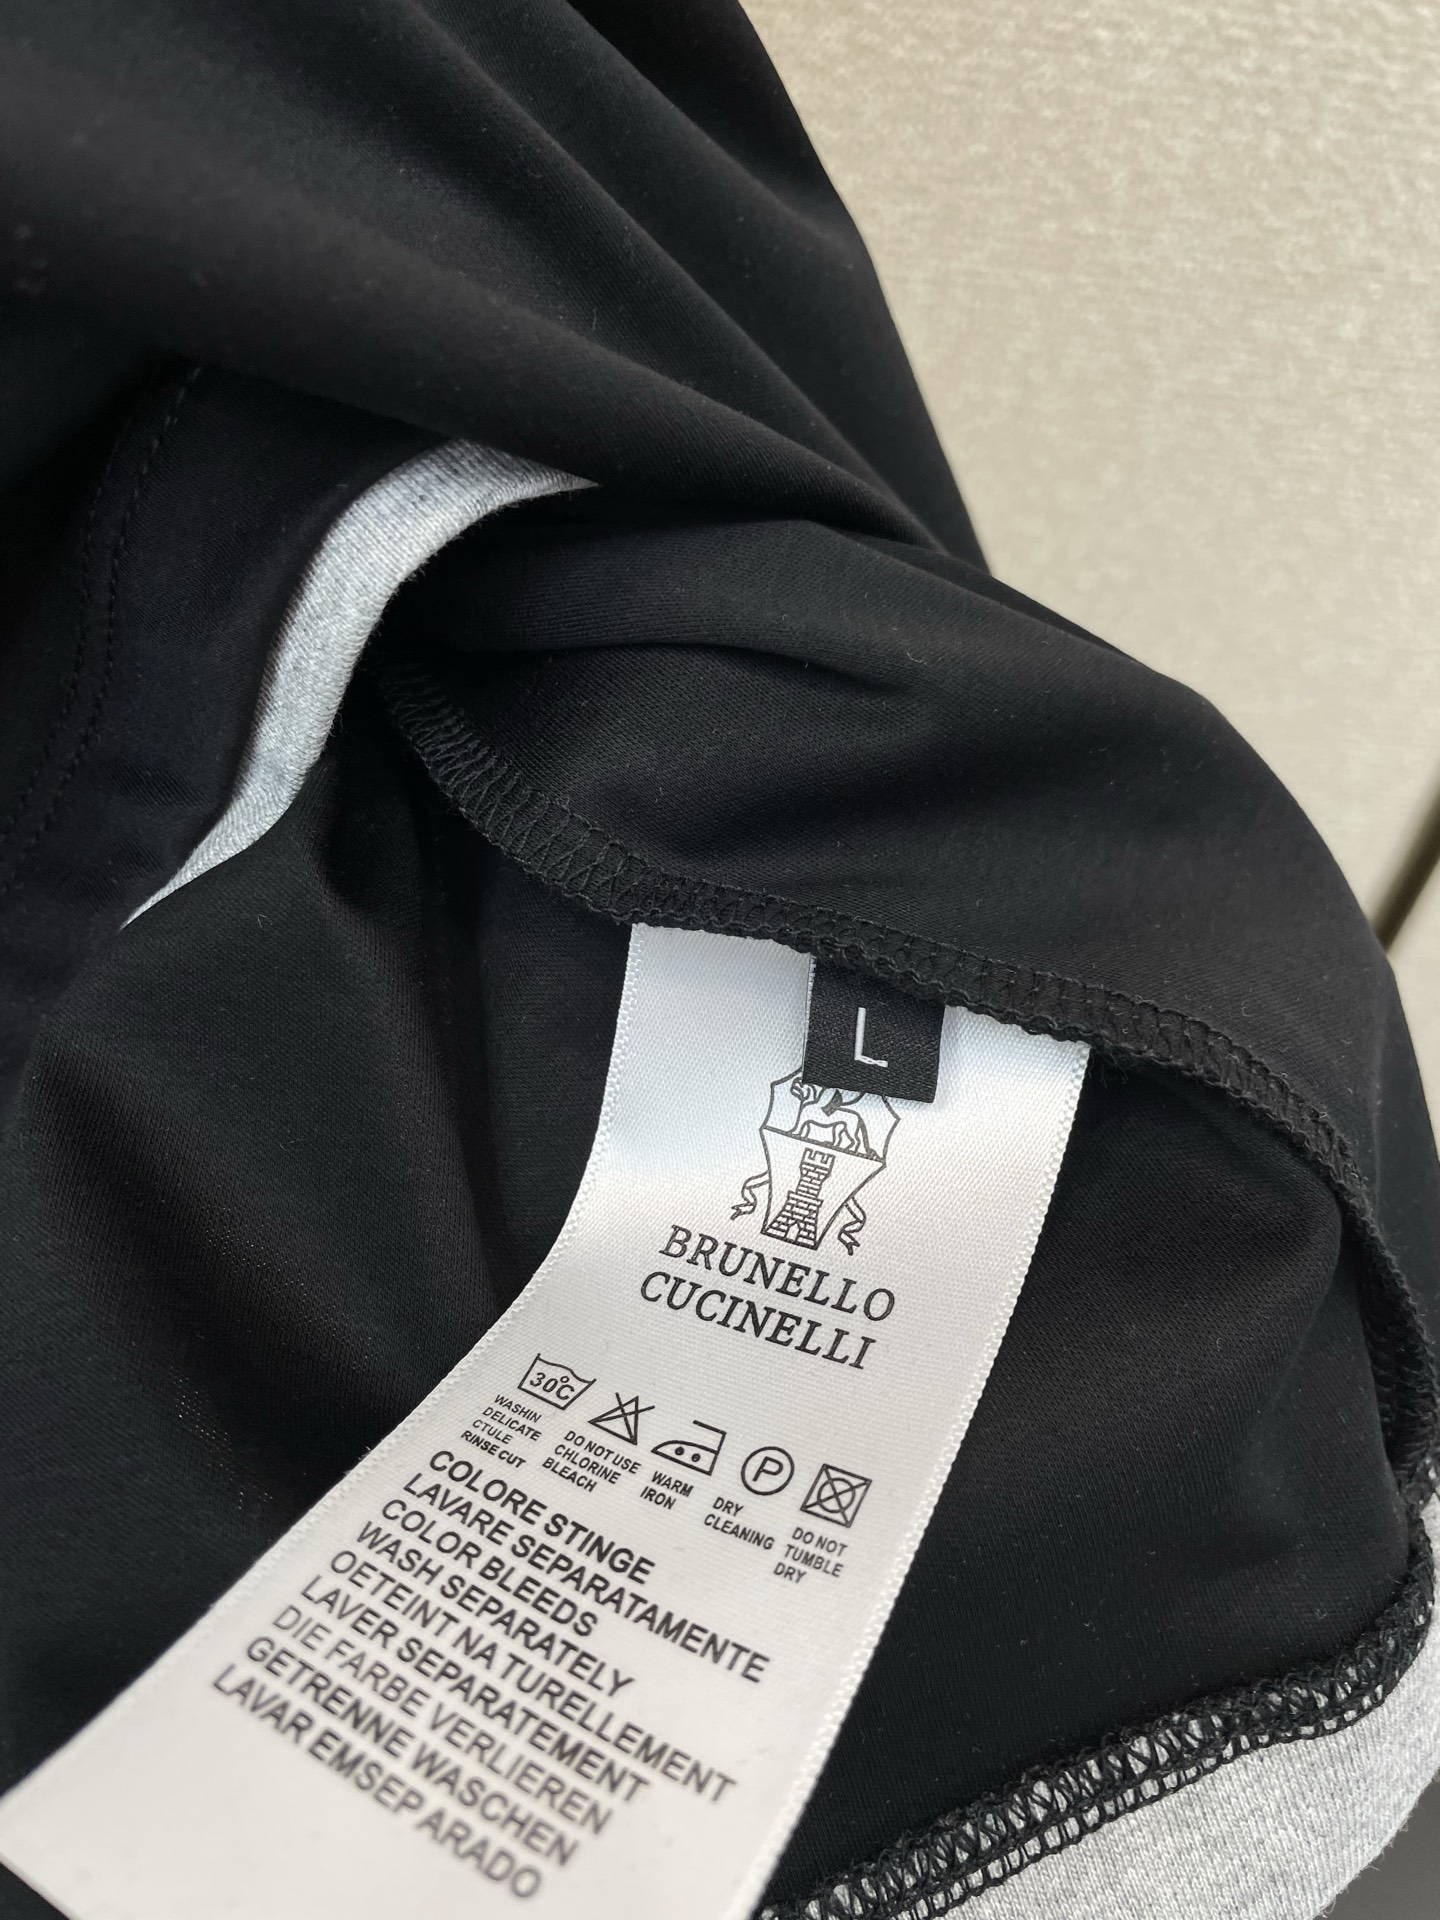 L
BRUNELLO
CUCINELLI
30°C
P
WASHIN
DELICATE
CTULE
RINSE CUT
DO NOT USE
CHLORINE
BLEACH
WARM
IRON
DRY
CLEANING
DO NOT
TUMBLE
DRY
COLORE STINGE
LAVARE SEPARATAMENTE
COLOR BLEEDS
WASH SEPARATELY
OETEINT NA TURELLEMENT
LAVER SEPARATEMENT
DIE FARBE VERLIEREN
GETRENNE WASCHEN
LAVAR EMSEP ARADO